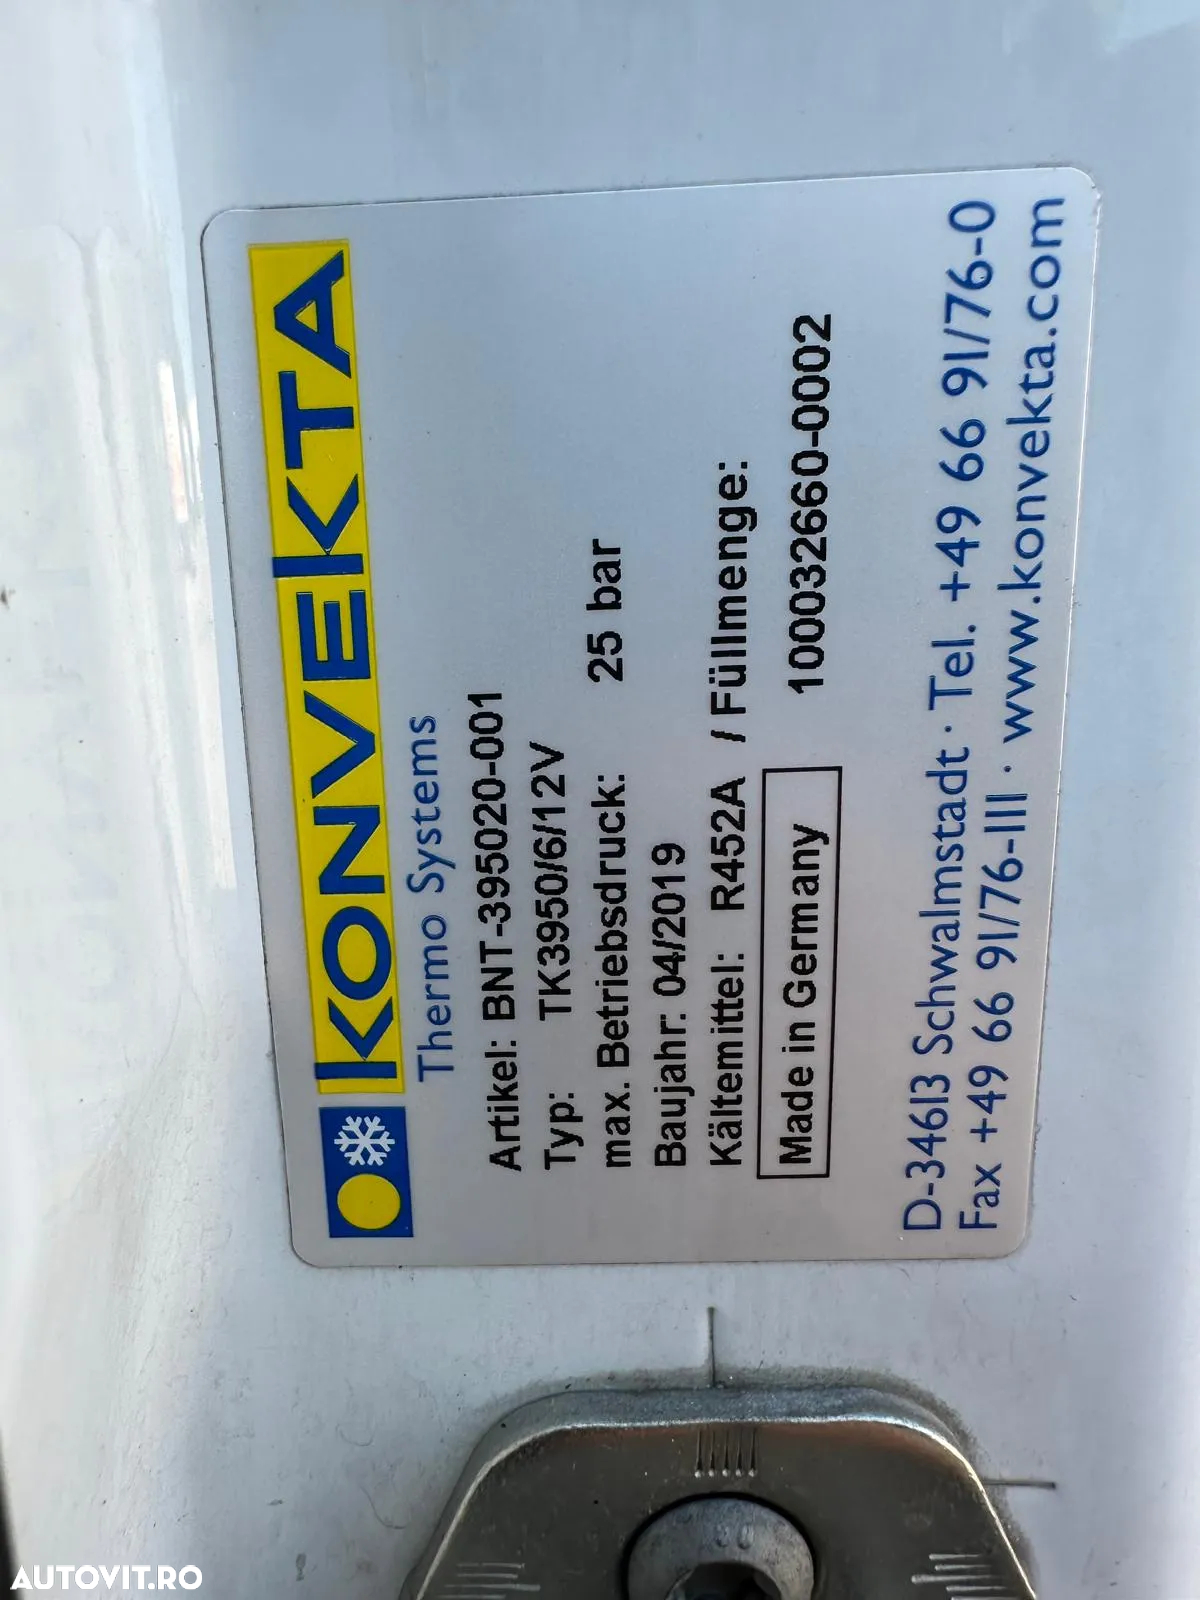 KONVEKTA
Thermo Systems
Artikel: BNT-395020-001
Typ: TK3950/6/12V
max. Betriebsdruck: 25 bar
Baujahr: 04/2019
Kältemittel: R452A / Füllmenge:
Made in Germany 10032660-0002
D-34613 Schwalmstadt · Tel. +49 66 91/76-0
Fax +49 66 91/76-111 · www.konvekta.com
AUTOVIT.RO